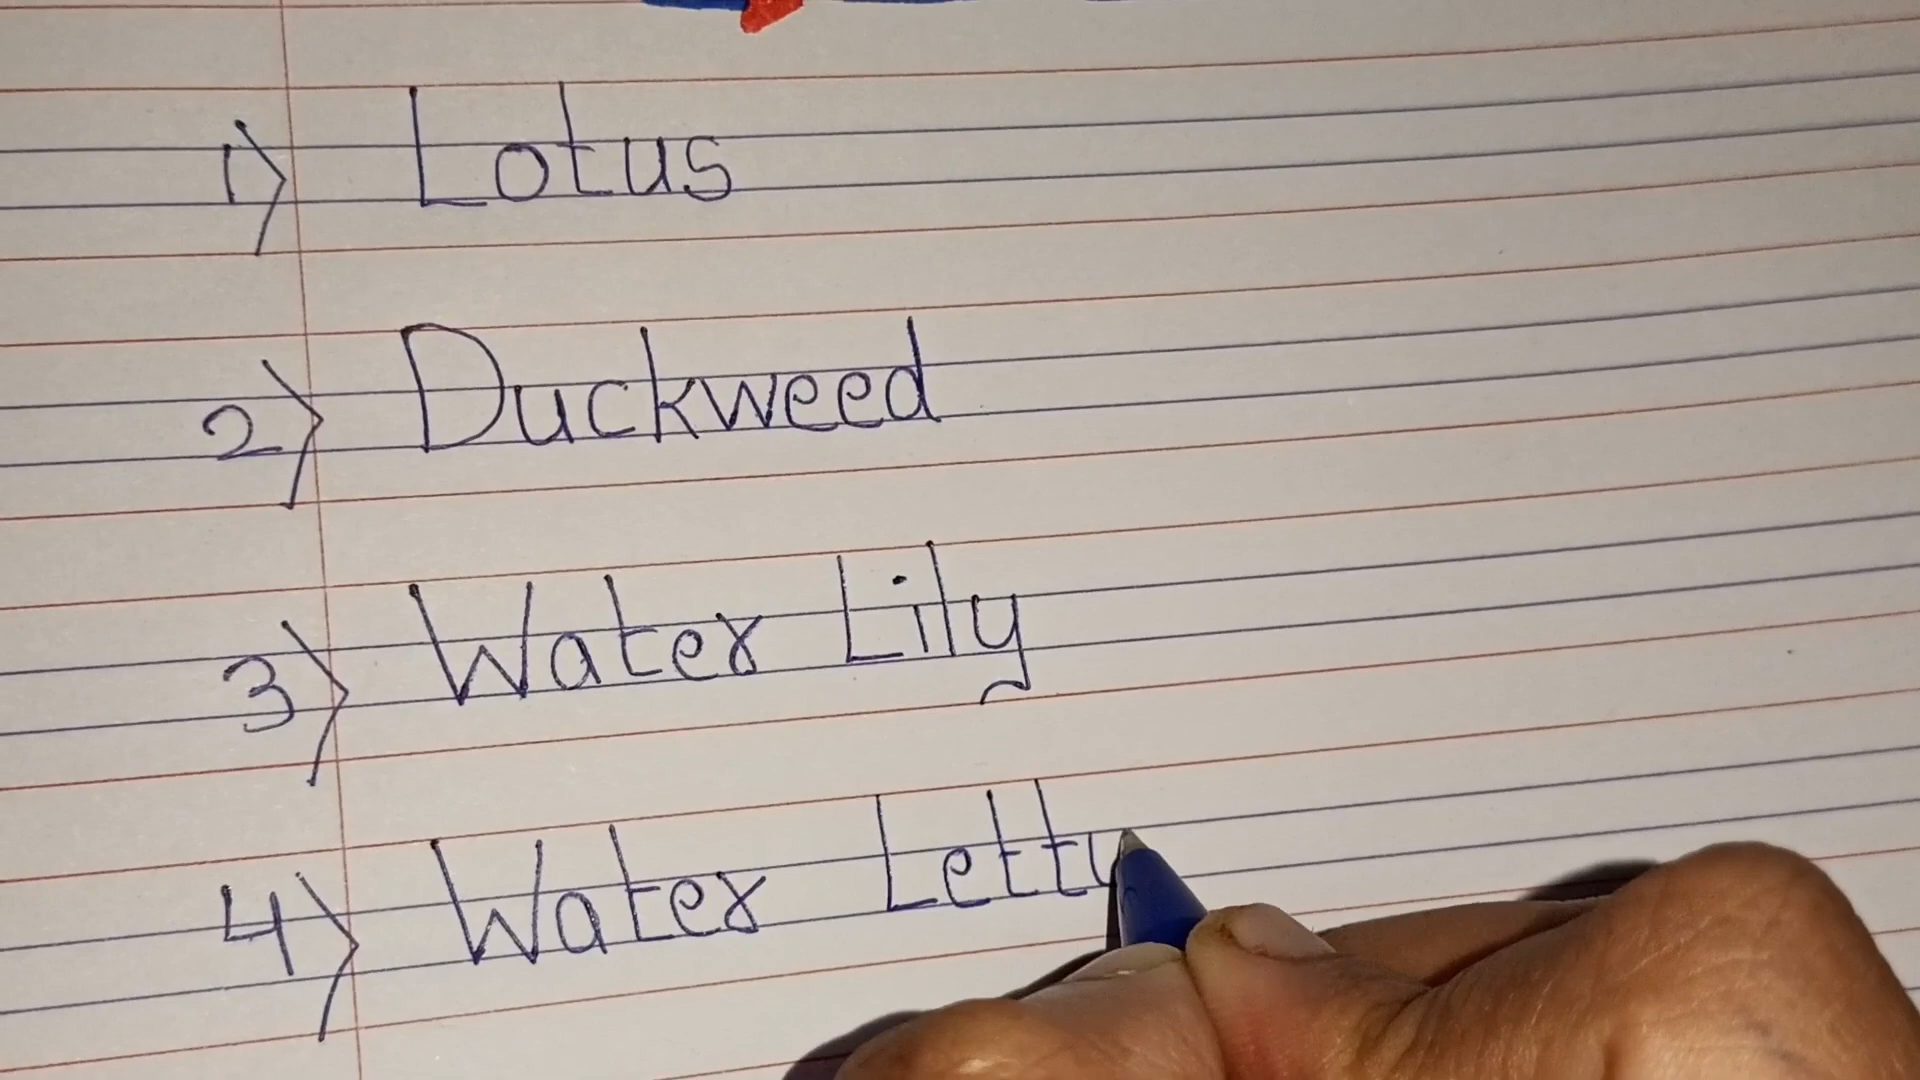 1) Lotus
2) Duckweed
3) Water Lily
4) Water Lettu